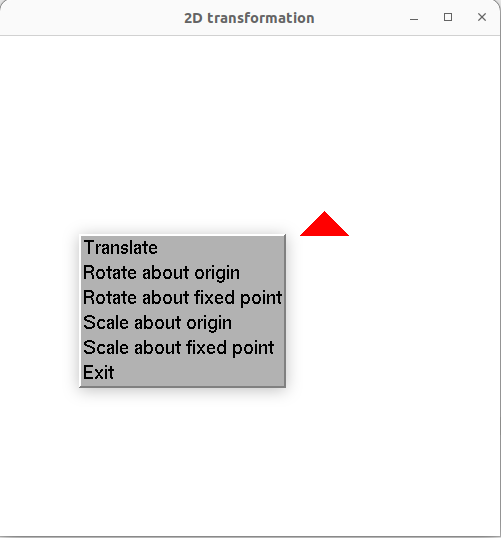 2D transformation
Translate
Rotate about origin
Rotate about fixed point
Scale about origin
Scale about fixed point
Exit